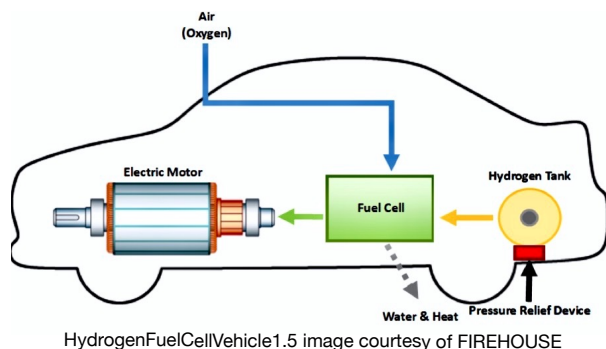 Air
(Oxygen)
Electric Motor
Fuel Cell
Hydrogen Tank
Water & Heat
Pressure Relief Device
HydrogenFuelCellVehicle1.5 image courtesy of FIREHOUSE